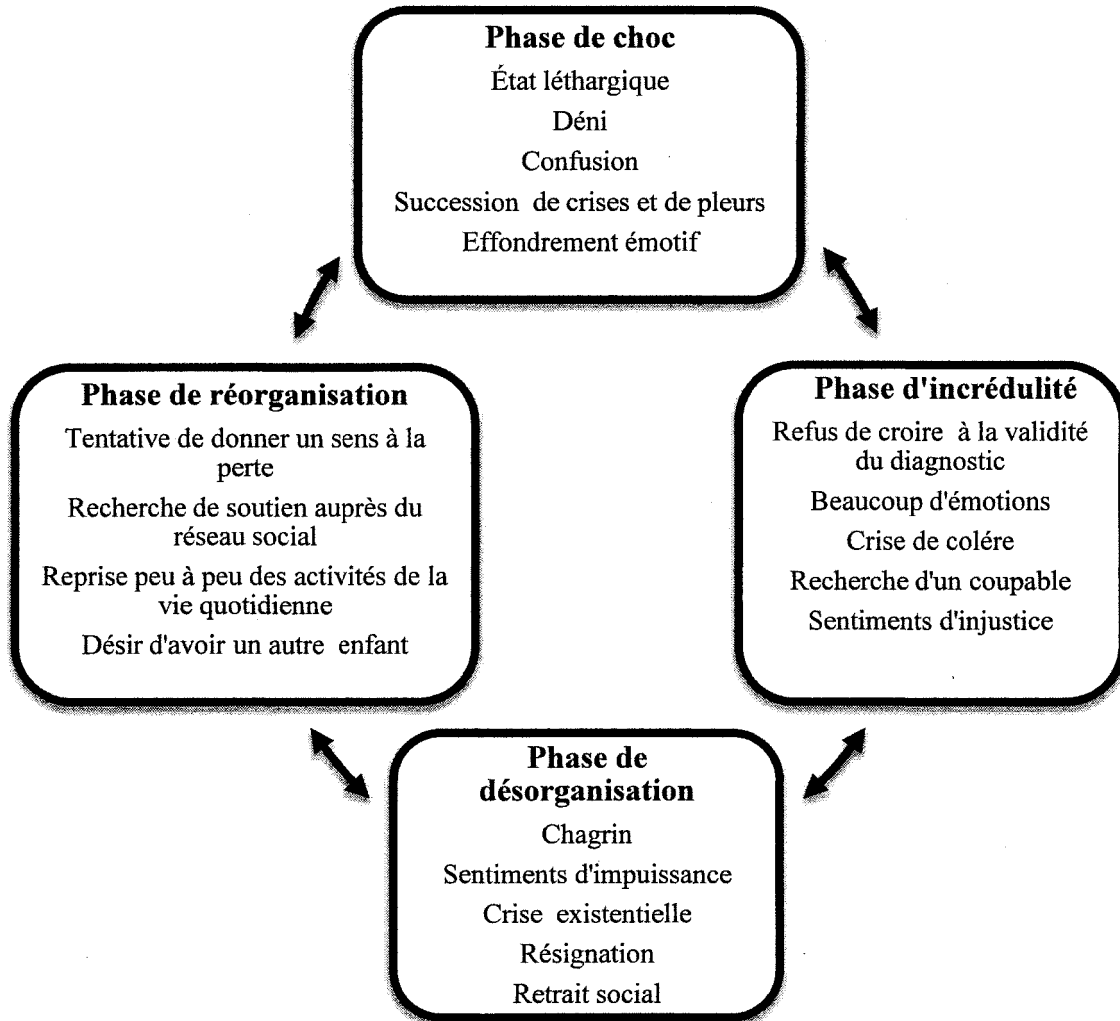 Phase de choc
État léthargique
Déni
Confusion
Succession de crises et de pleurs
Effondrement émotif
Phase de réorganisation
Tentative de donner un sens à la
perte
Recherche de soutien auprès du
réseau social
Reprise peu à peu des activités de la
vie quotidienne
Désir d'avoir un autre enfant
Phase d'incrédulité
Refus de croire à la validité
du diagnostic
Beaucoup d'émotions
Crise de colére
Recherche d'un coupable
Sentiments d'injustice
Phase de
désorganisation
Chagrin
Sentiments d'impuissance
Crise existentielle
Résignation
Retrait social